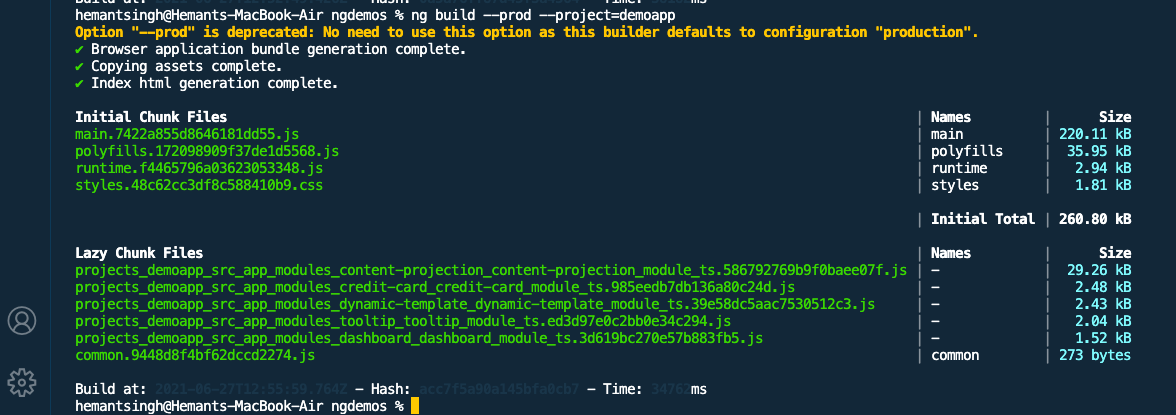 Build at: - Hash: - Time: ms
hemantsingh@Hemants-MacBook-Air ngdemos % ng build --prod --project=demoapp
Option "--prod" is deprecated: No need to use this option as this builder defaults to configuration "production".
✔ Browser application bundle generation complete.
✔ Copying assets complete.
✔ Index html generation complete.
Initial Chunk Files | Names | Size
main.7422a855d8646181dd55.js | main | 220.11 kB
polyfills.172098909f37de1d5568.js | polyfills | 35.95 kB
runtime.f4465796a03623053348.js | runtime | 2.94 kB
styles.48c62cc3df8c588410b9.css | styles | 1.81 kB
| Initial Total | 260.80 kB
Lazy Chunk Files | Names | Size
projects_demoapp_src_app_modules_content-projection_content-projection_module_ts.586792769b9f0baee07f.js | - | 29.26 kB
projects_demoapp_src_app_modules_credit-card_credit-card_module_ts.985eedb7db136a80c24d.js | - | 2.48 kB
projects_demoapp_src_app_modules_dynamic-template_dynamic-template_module_ts.39e58dc5aac7530512c3.js | - | 2.43 kB
projects_demoapp_src_app_modules_tooltip_tooltip_module_ts.ed3d97e0c2bb0e34c294.js | - | 2.04 kB
projects_demoapp_src_app_modules_dashboard_dashboard_module_ts.3d619bc270e57b883fb5.js | - | 1.52 kB
common.9448d8f4bf62dccd2274.js | common | 273 bytes
Build at: 2021-06-27T12:55:59.764Z - Hash: acc7f5a90a145bfa0cb7 - Time: 34762ms
hemantsingh@Hemants-MacBook-Air ngdemos %